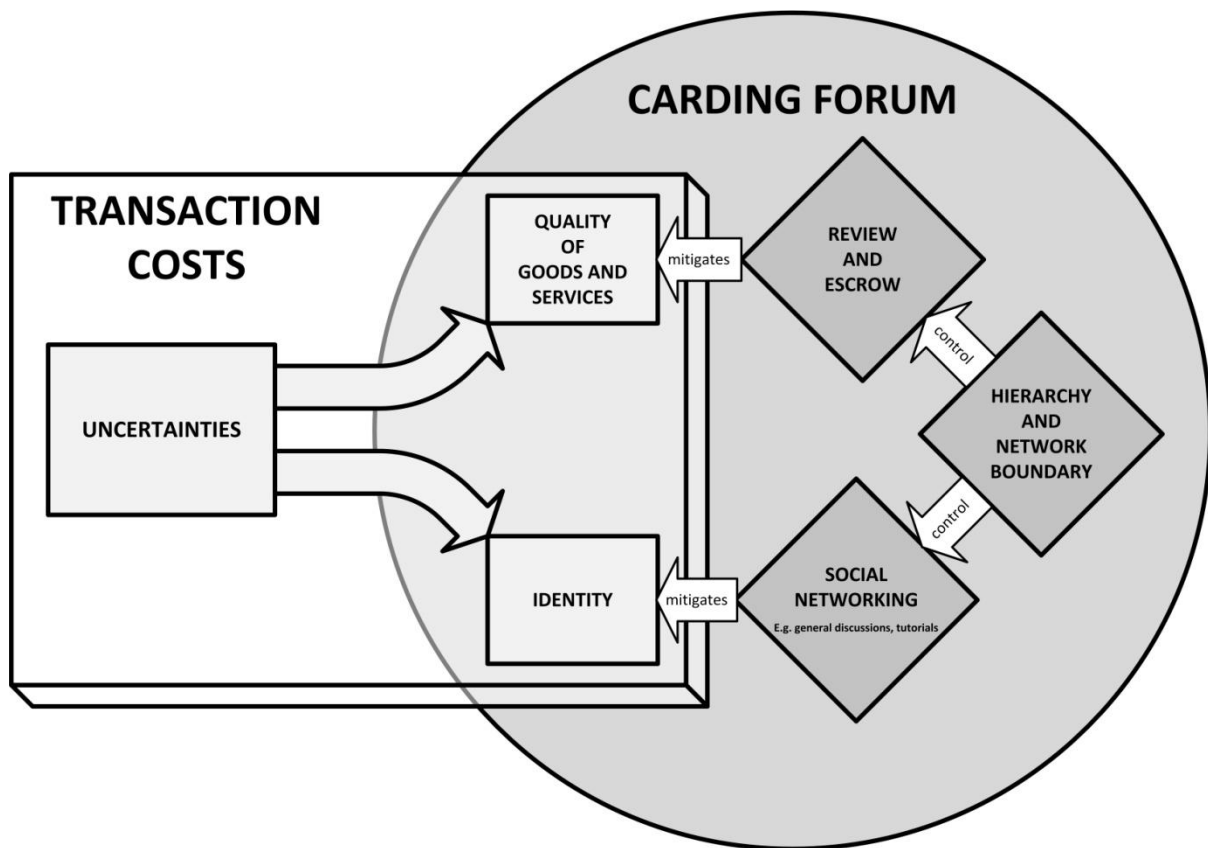 CARDING FORUM
TRANSACTION
COSTS
QUALITY
OF
GOODS AND
SERVICES
mitigates
REVIEW
AND
ESCROW
control
UNCERTAINTIES
HIERARCHY
AND
NETWORK
BOUNDARY
control
IDENTITY
mitigates
SOCIAL
NETWORKING
E.g. general discussions, tutorials